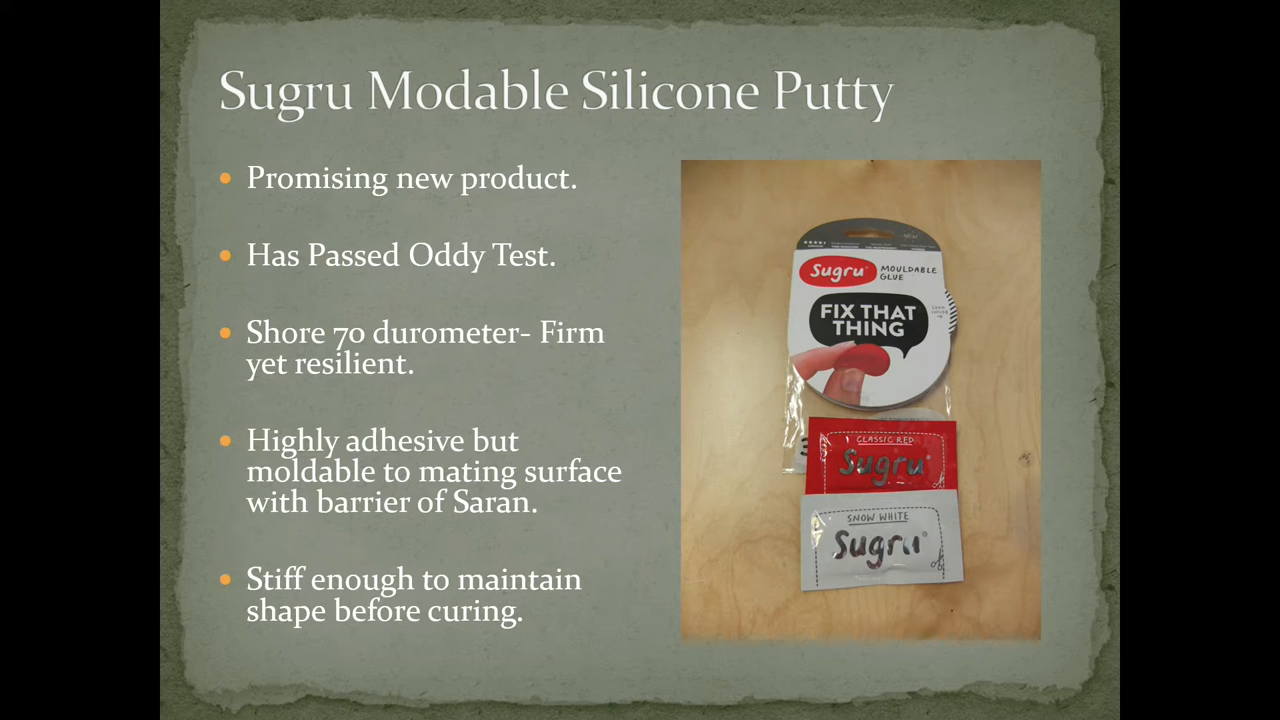 Sugru Modable Silicone Putty
Promising new product.
Has Passed Oddy Test.
Shore 70 durometer- Firm
yet resilient.
Highly adhesive but
moldable to mating surface
with barrier of Saran.
Stiff enough to maintain
shape before curing.
Sugru
MOULDABLE
GLUE
FIX THAT
THING
3
CLASSIC RED
Sugru
SNOW WHITE
Sugru